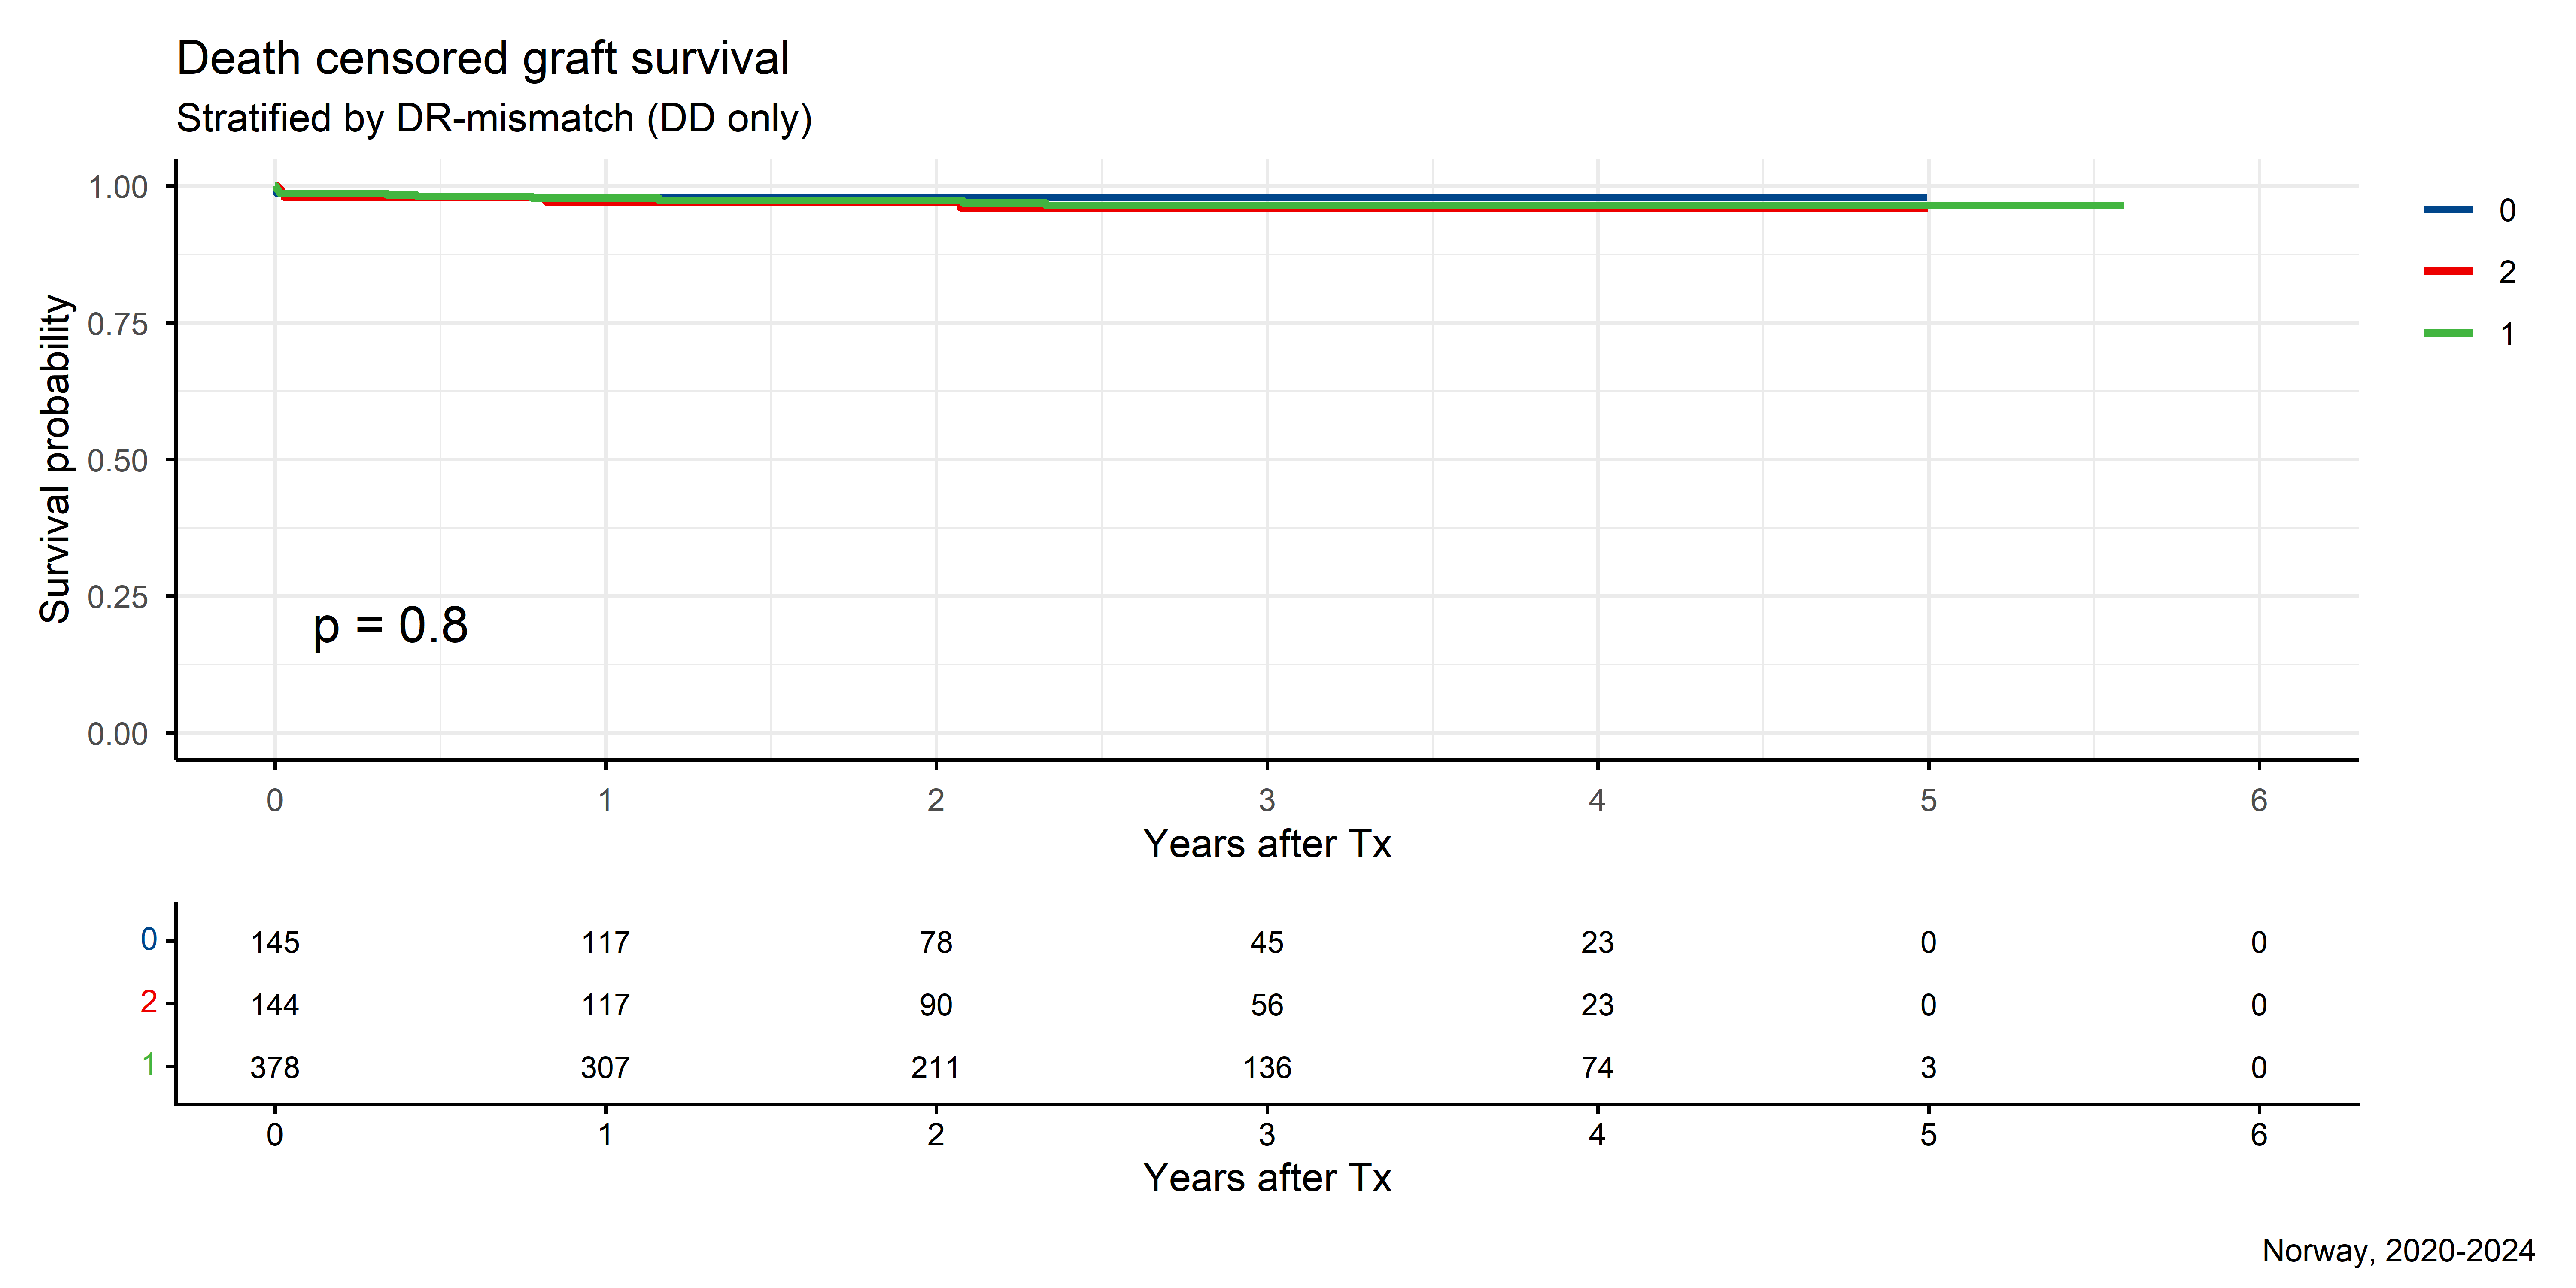 Death censored graft survival
Stratified by DR-mismatch (DD only)
Survival probability
1.00
0.75
0.50
0.25
0.00
p = 0.8
0
2
1
0 1 2 3 4 5 6
Years after Tx
0 145 117 78 45 23 0 0
2 144 117 90 56 23 0 0
1 378 307 211 136 74 3 0
0 1 2 3 4 5 6
Years after Tx
Norway, 2020-2024